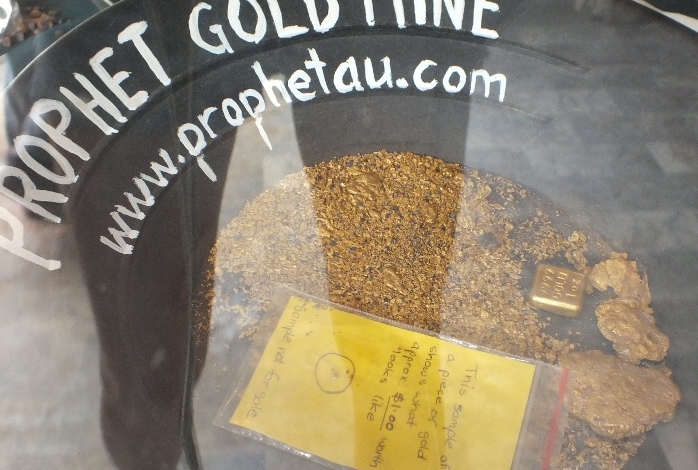 PROPHET GOLD MINE
www.prophetau.com
This sample of
a piece of gold
shows what
approx $1.00 worth
looks like
Sample not for sale